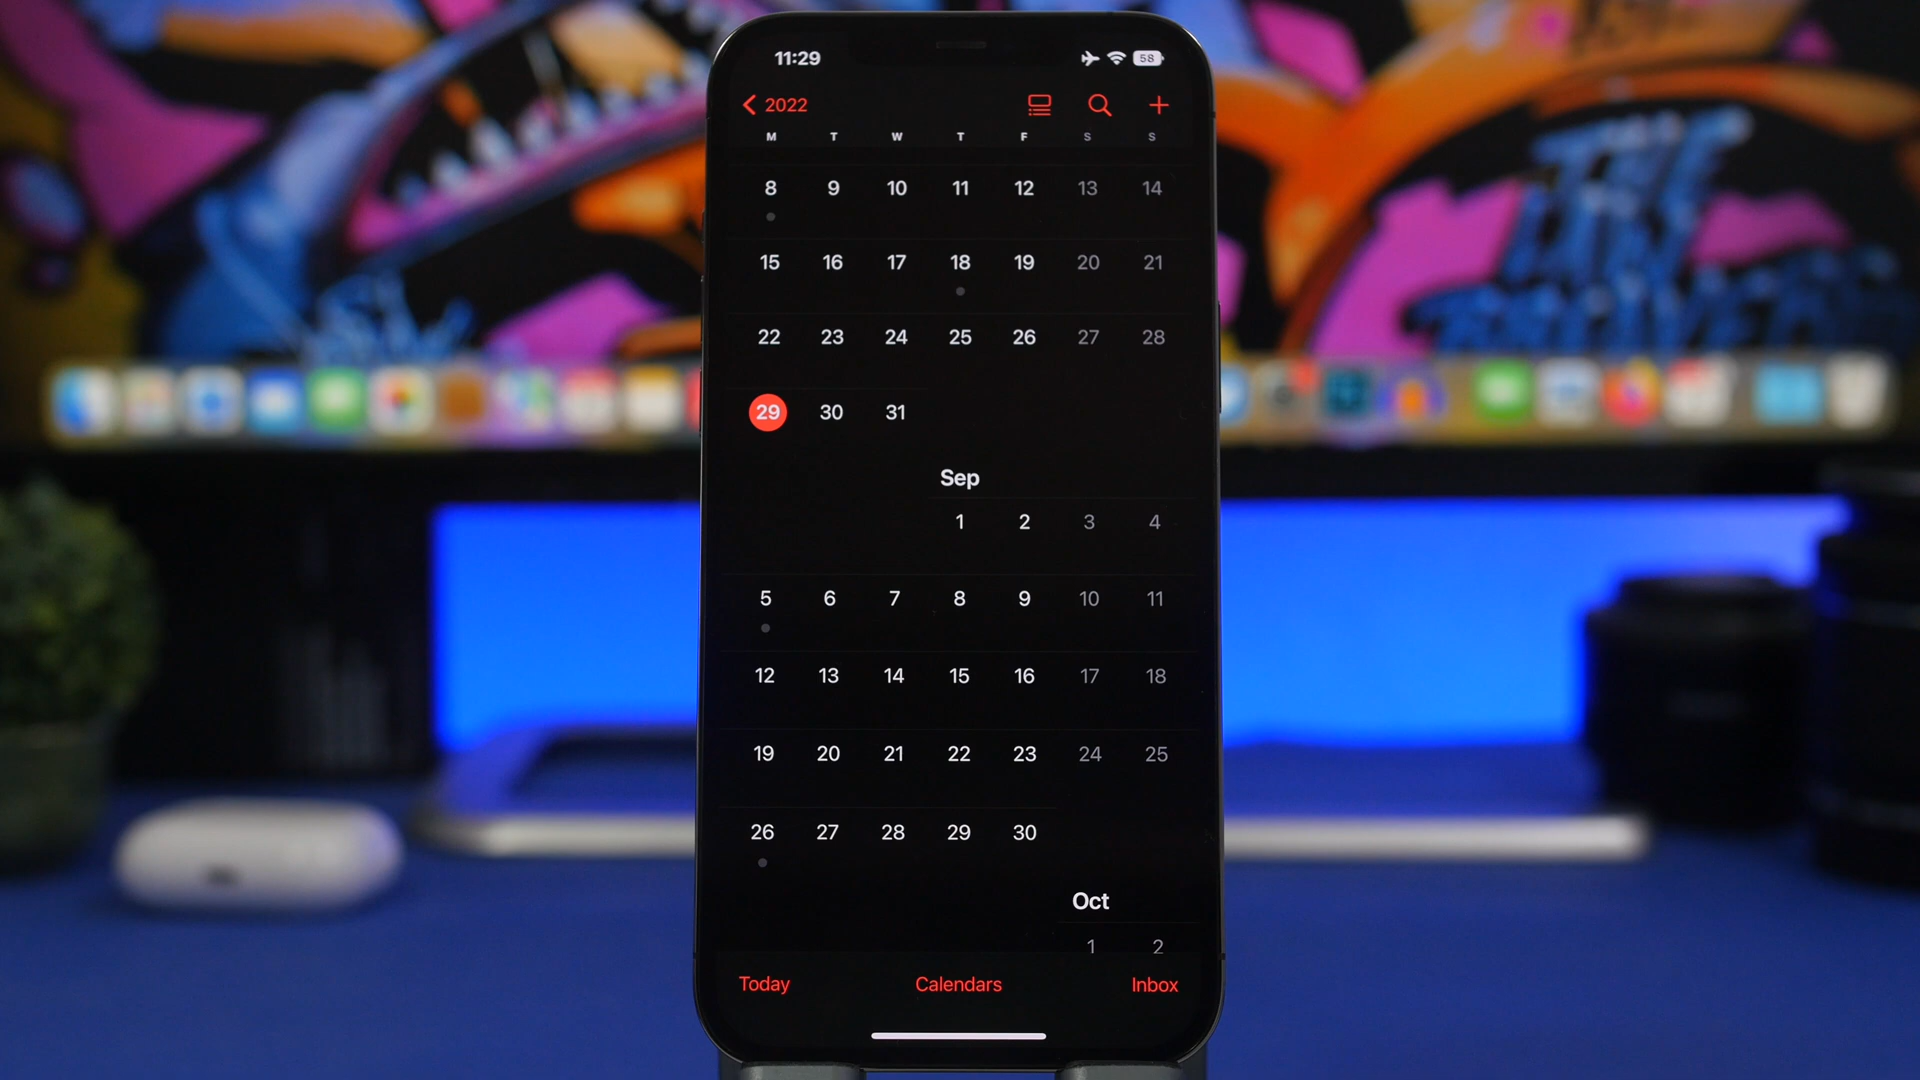 11:29
58
2022
M T W T F S S
8 9 10 11 12 13 14
15 16 17 18 19 20 21
22 23 24 25 26 27 28
29 30 31
Sep
1 2 3 4
5 6 7 8 9 10 11
12 13 14 15 16 17 18
19 20 21 22 23 24 25
26 27 28 29 30
Oct
1 2
Today Calendars Inbox
THE